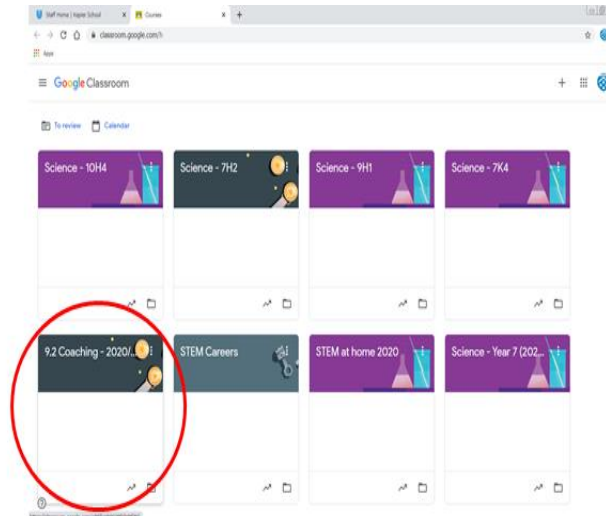 Staff Home | Inspire School
Courses
classroom.google.com/h
Apps
Google Classroom
To review
Calendar
Science - 10H4
Science - 7H2
Science - 9H1
Science - 7K4
9.2 Coaching - 2020/...
STEM Careers
STEM at home 2020
Science - Year 7 (202...